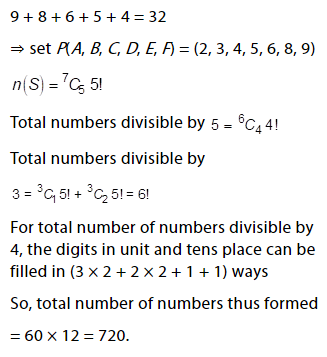 9 + 8 + 6 + 5 + 4 = 32
⇒ set P(A, B, C, D, E, F) = (2, 3, 4, 5, 6, 8, 9)
n(S) = ⁷C₅ 5!
Total numbers divisible by 5 = ⁶C₄ 4!
Total numbers divisible by
3 = ³C₁ 5! + ³C₂ 5! = 6!
For total number of numbers divisible by
4, the digits in unit and tens place can be
filled in (3 × 2 + 2 × 2 + 1 + 1) ways
So, total number of numbers thus formed
= 60 × 12 = 720.